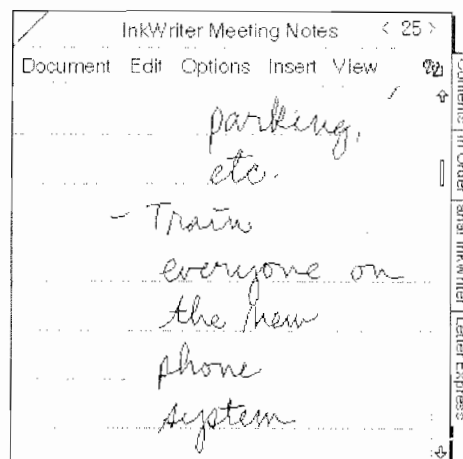 InkWriter Meeting Notes < 25 >
Document Edit Options Insert View
parking,
etc.
- Train
everyone on
the new
phone
system
Contents
In Order
InkWriter
Letter Express